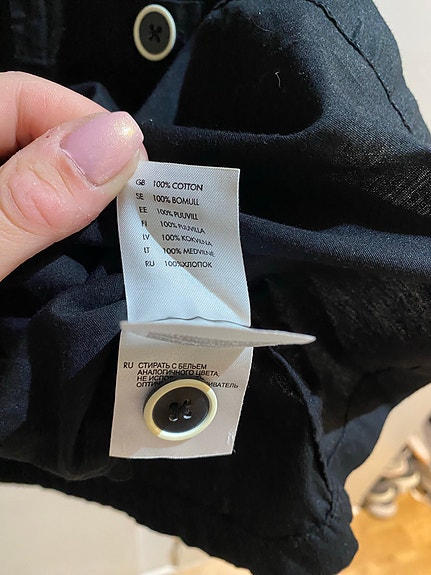 GB 100% COTTON
SE 100% BOMULL
EE 100% PUUVILL
FI 100% PUUVILLA
LV 100% KOKVILNA
LT 100% MEDVILNĖ
RU 100% ХЛОПОК
RU СТИРАТЬ С БЕЛЬЕМ
АНАЛОГИЧНОГО ЦВЕТА,
НЕ